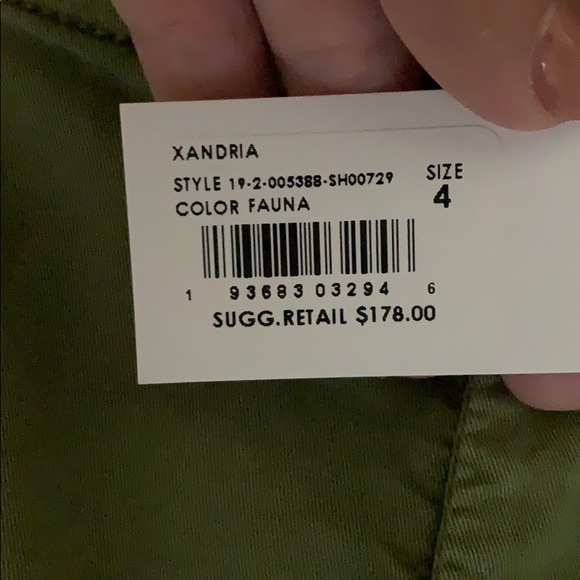 XANDRIA
STYLE 19-2-005388-SH00729
SIZE
COLOR FAUNA
4
1 93683 03294 6
SUGG.RETAIL $178.00